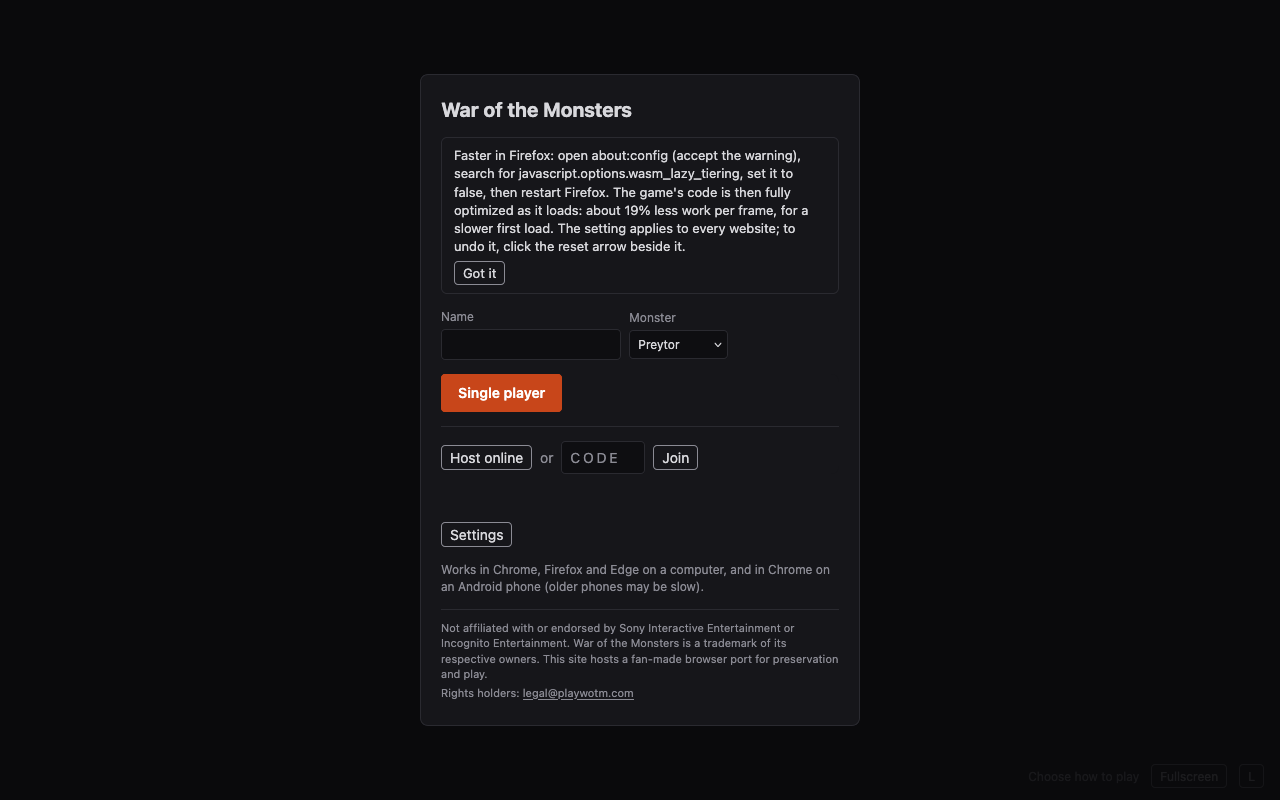 War of the Monsters
Faster in Firefox: open about:config (accept the warning),
search for javascript.options.wasm_lazy_tiering, set it to
false, then restart Firefox. The game's code is then fully
optimized as it loads: about 19% less work per frame, for a
slower first load. The setting applies to every website; to
undo it, click the reset arrow beside it.
Got it
Name
Monster
Preytor
Single player
Host online or CODE Join
Settings
Works in Chrome, Firefox and Edge on a computer, and in Chrome on
an Android phone (older phones may be slow).
Not affiliated with or endorsed by Sony Interactive Entertainment or
Incognito Entertainment. War of the Monsters is a trademark of its
respective owners. This site hosts a fan-made browser port for preservation
and play.
Rights holders: legal@playwotm.com
Choose how to play Fullscreen L